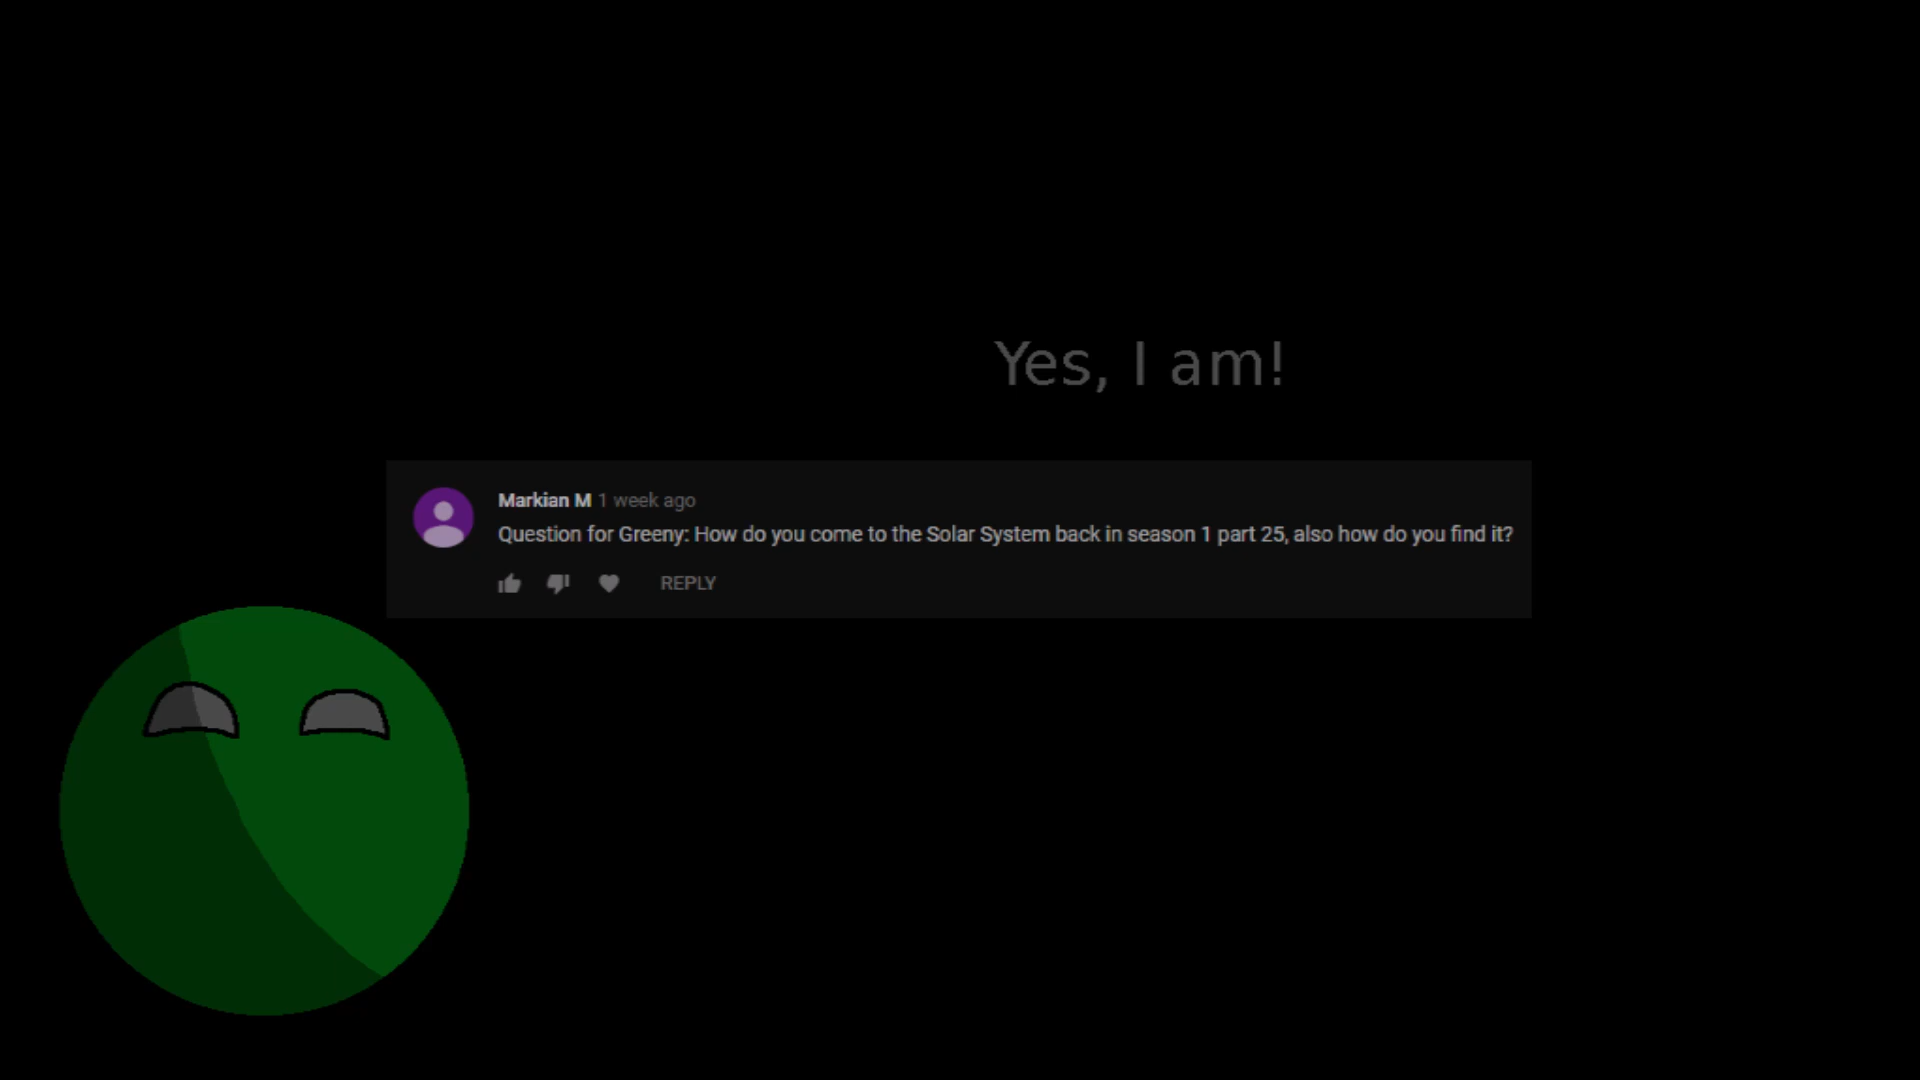 Yes, I am!
Markian M 1 week ago
Question for Greeny: How do you come to the Solar System back in season 1 part 25, also how do you find it?
REPLY